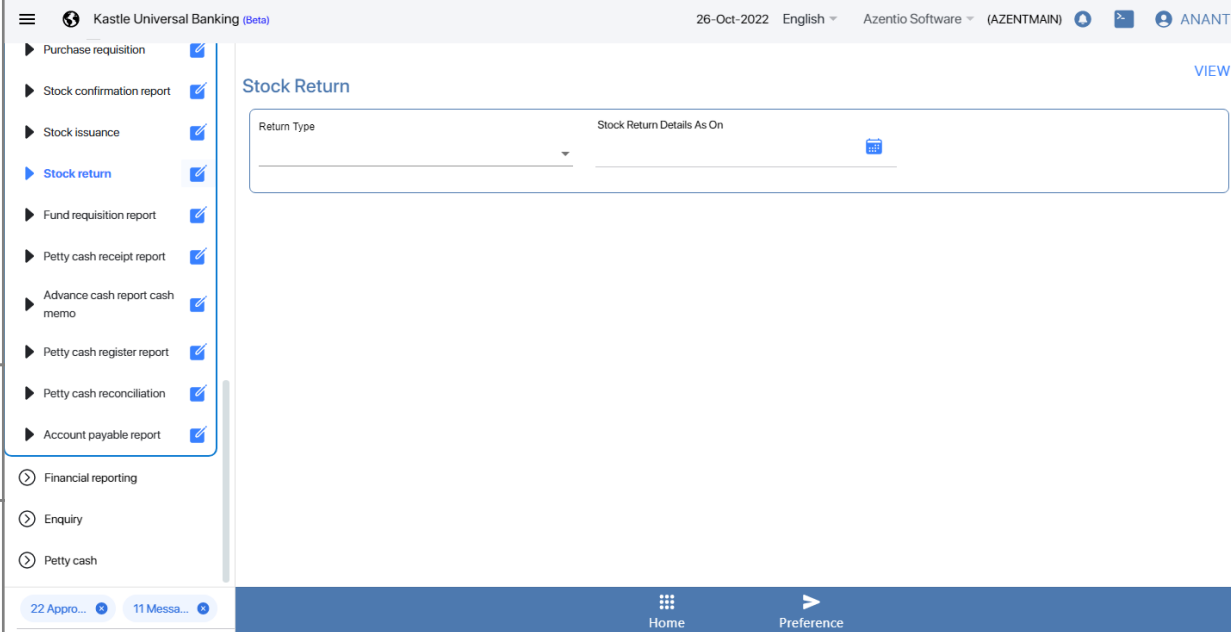 Kastle Universal Banking (Beta)
26-Oct-2022 English Azentio Software (AZENTMAIN) ANANT
Purchase requisition
Stock confirmation report
Stock issuance
Stock return
Fund requisition report
Petty cash receipt report
Advance cash report cash
memo
Petty cash register report
Petty cash reconciliation
Account payable report
Financial reporting
Enquiry
Petty cash
22 Appro... 11 Messa...
VIEW
Stock Return
Return Type
Stock Return Details As On
Home
Preference